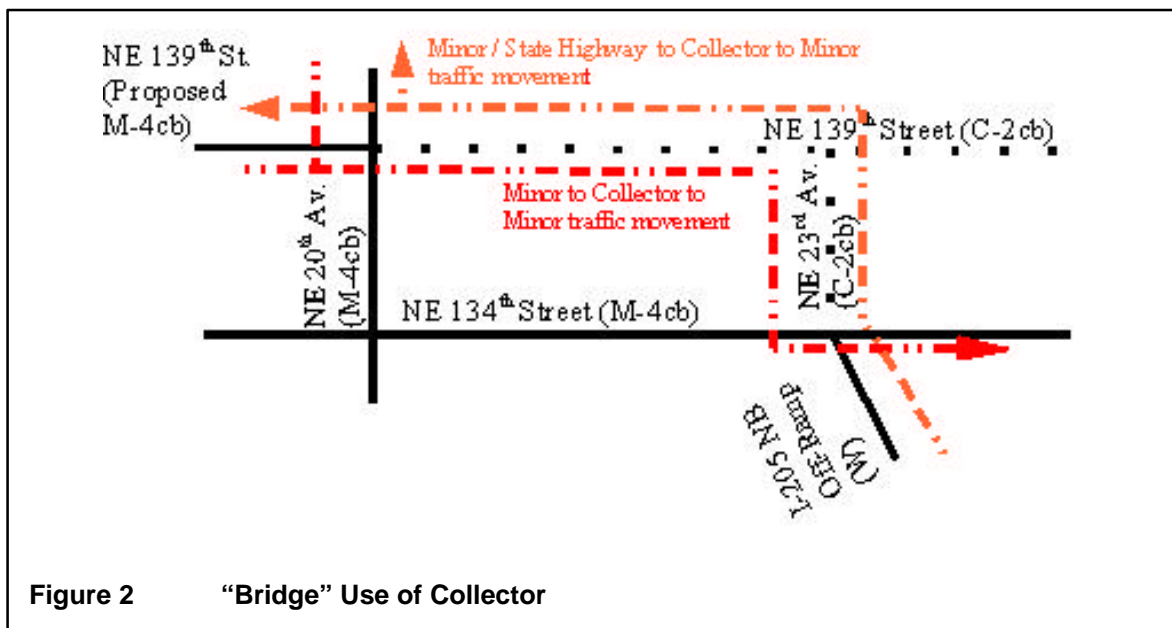 NE 139th St.
(Proposed
M-4cb)
Minor / State Highway to Collector to Minor
traffic movement
NE 139th Street (C-2cb)
Minor to Collector to
Minor traffic movement
NE 20th Av.
(M-4cb)
NE 23rd Av.
(C-2cb)
NE 134th Street (M-4cb)
I-205 NB
Off-Ramp
(W)
Figure 2 “Bridge” Use of Collector